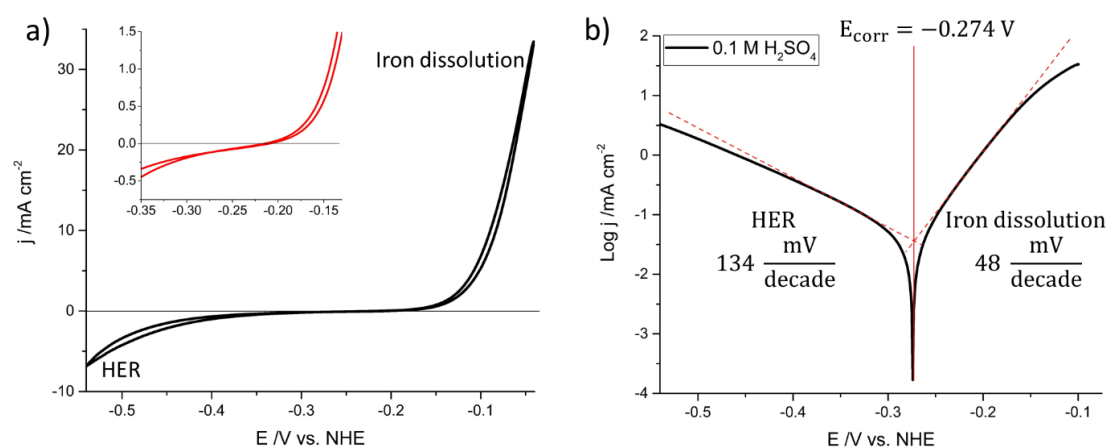 a)
j /mA cm⁻²
30
20
10
0
-10
-0.5
-0.4
-0.3
-0.2
-0.1
E /V vs. NHE
Iron dissolution
HER
1.5
1.0
0.5
0.0
-0.5
-0.35
-0.30
-0.25
-0.20
-0.15
b)
E_corr = −0.274 V
0.1 M H₂SO₄
Log j /mA cm⁻²
2
1
0
-1
-2
-3
-4
HER
134 mV/decade
Iron dissolution
48 mV/decade
-0.5
-0.4
-0.3
-0.2
-0.1
E /V vs. NHE